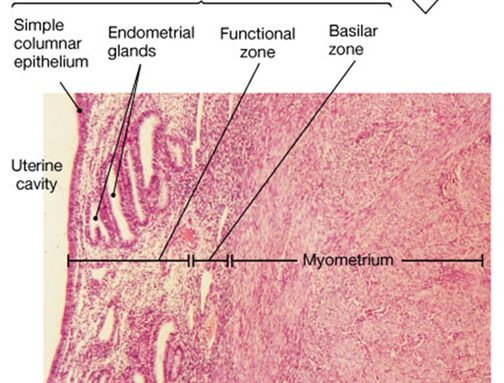 Simple
columnar
epithelium
Endometrial
glands
Functional
zone
Basilar
zone
Uterine
cavity
Myometrium